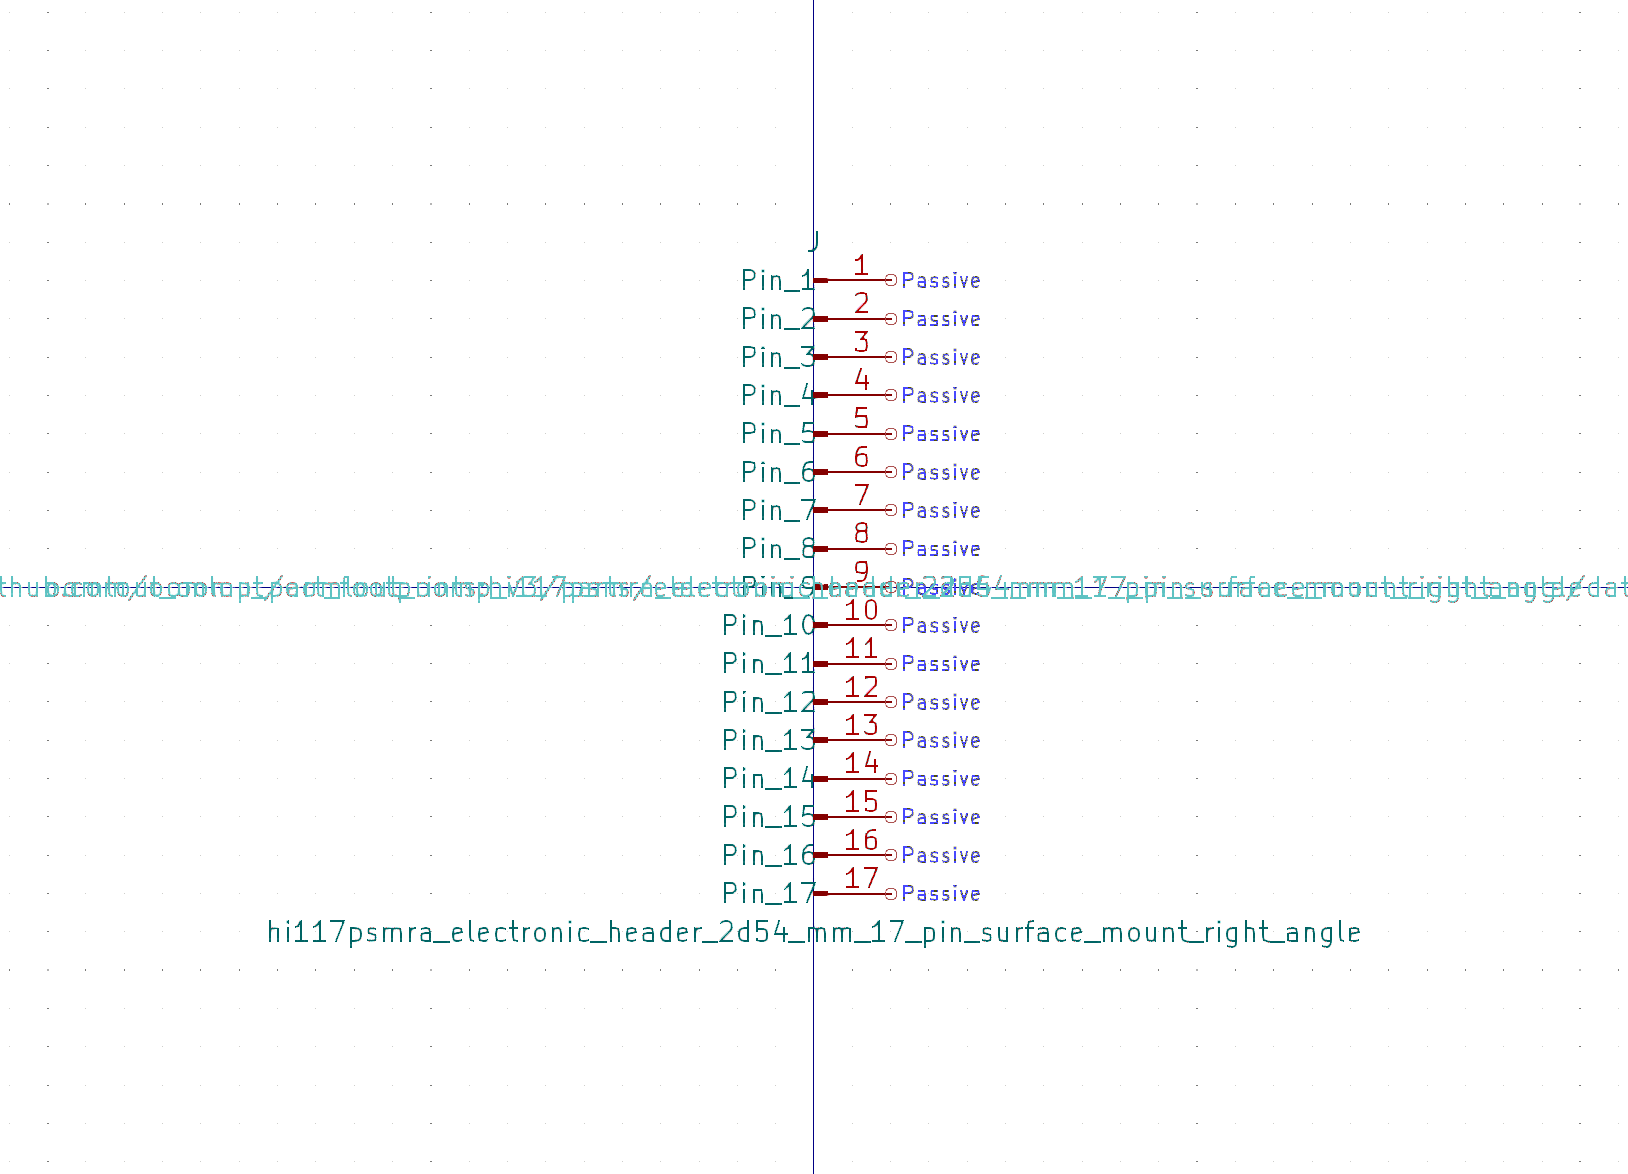 J
Pin_1 1 Passive
Pin_2 2 Passive
Pin_3 3 Passive
Pin_4 4 Passive
Pin_5 5 Passive
Pin_6 6 Passive
Pin_7 7 Passive
Pin_8 8 Passive
Pin_9 9 Passive
Pin_10 10 Passive
Pin_11 11 Passive
Pin_12 12 Passive
Pin_13 13 Passive
Pin_14 14 Passive
Pin_15 15 Passive
Pin_16 16 Passive
Pin_17 17 Passive
hi117psmra_electronic_header_2d54_mm_17_pin_surface_mount_right_angle